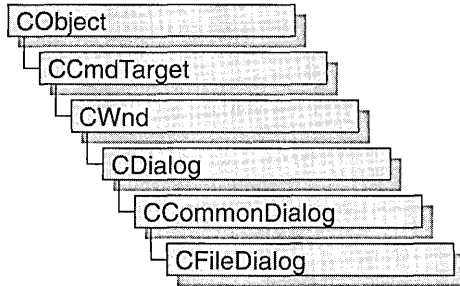 CObject
CCmdTarget
CWnd
CDialog
CCommonDialog
CFileDialog